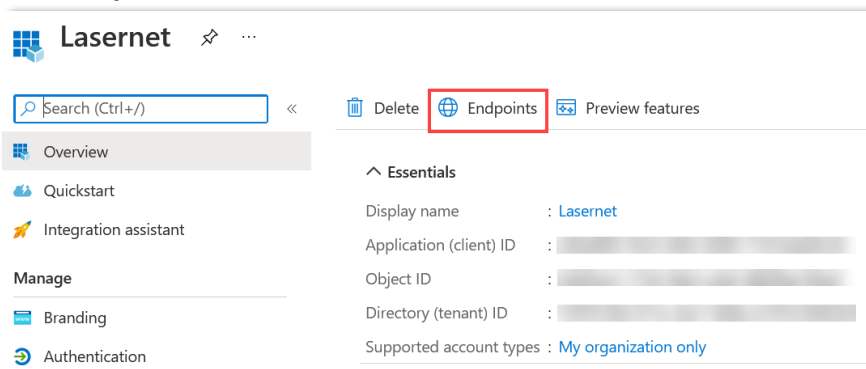 Lasernet
Search (Ctrl+/)
Overview
Quickstart
Integration assistant
Manage
Branding
Authentication
Delete Endpoints Preview features
Essentials
Display name : Lasernet
Application (client) ID :
Object ID :
Directory (tenant) ID :
Supported account types : My organization only